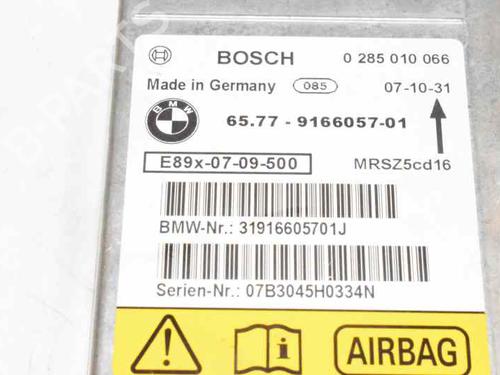 BOSCH 0 285 010 066
Made in Germany 085 07-10-31
BMW 65.77 - 9166057-01
E89x-07-09-500 MRSZ5cd16
BMW-Nr.: 31916605701J
Serien-Nr.: 07B3045H0334N
AIRBAG